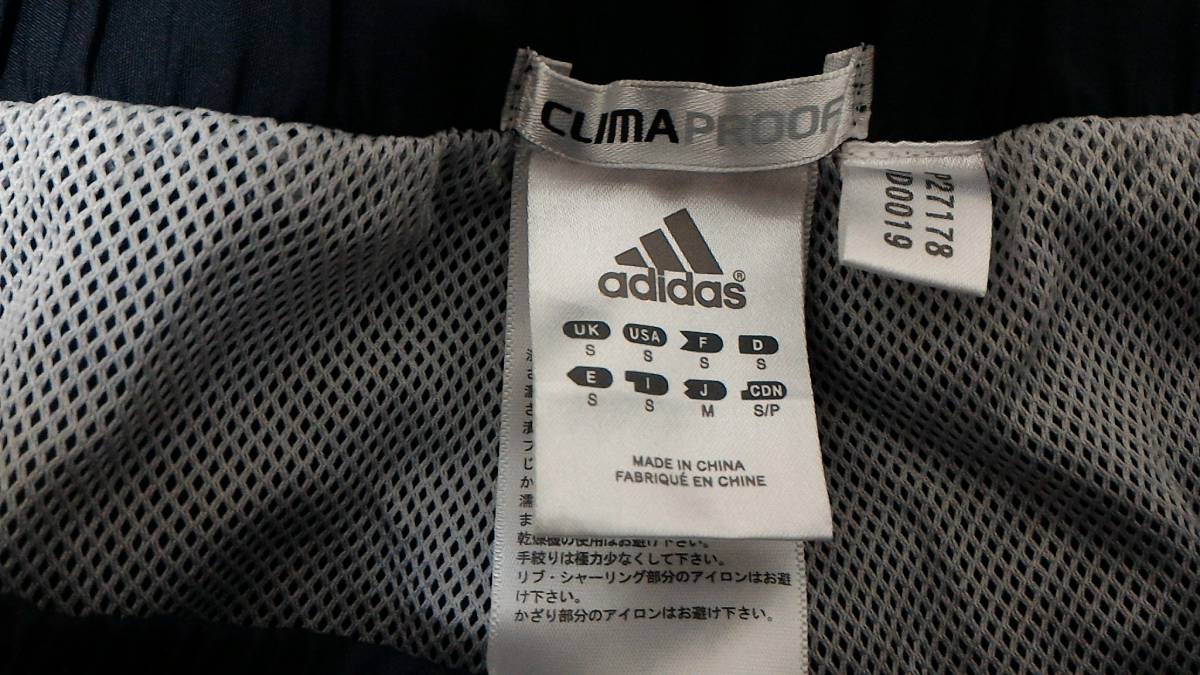 CLIMAPROOF
adidas®
UK USA F D
S S S S
E I J CDN
S S M S/P
MADE IN CHINA
FABRIQUÉ EN CHINE
P27178
D0019
乾燥機の使用はお避け下さい。
手絞りは極力少なくして下さい。
リブ・シャーリング部分のアイロンはお避
け下さい。
かざり部分のアイロンはお避け下さい。